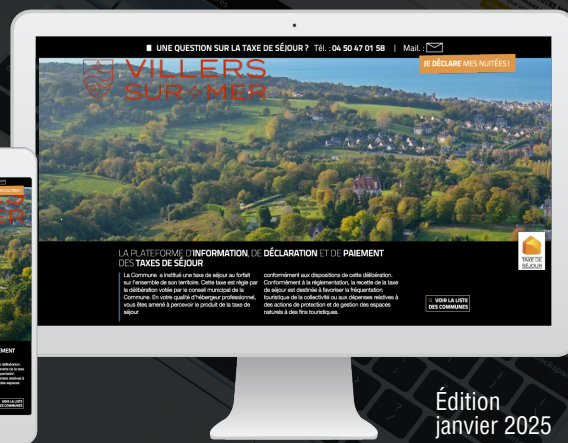 UNE QUESTION SUR LA TAXE DE SÉJOUR ? Tél. : 04 50 47 01 58 | Mail. :
JE DÉCLARE MES NUITÉES !
VILLERS
SUR MER
LA PLATEFORME D'INFORMATION, DE DÉCLARATION ET DE PAIEMENT
DES TAXES DE SÉJOUR
La Commune a institué une taxe de séjour au forfait
sur l'ensemble de son territoire. Cette taxe est régie par
la délibération votée par le conseil municipal de la
Commune. En votre qualité d'hébergeur professionnel,
vous êtes amené à percevoir le produit de la taxe de
séjour
conformément aux dispositions de cette délibération.
Conformément à la réglementation, la recette de la taxe
de séjour est destinée à favoriser la fréquentation
touristique de la collectivité ou aux dépenses relatives à
des actions de protection et de gestion des espaces
naturels à des fins touristiques.
TAXE DE
SÉJOUR
VOIR LA LISTE
DES COMMUNES
Édition
janvier 2025